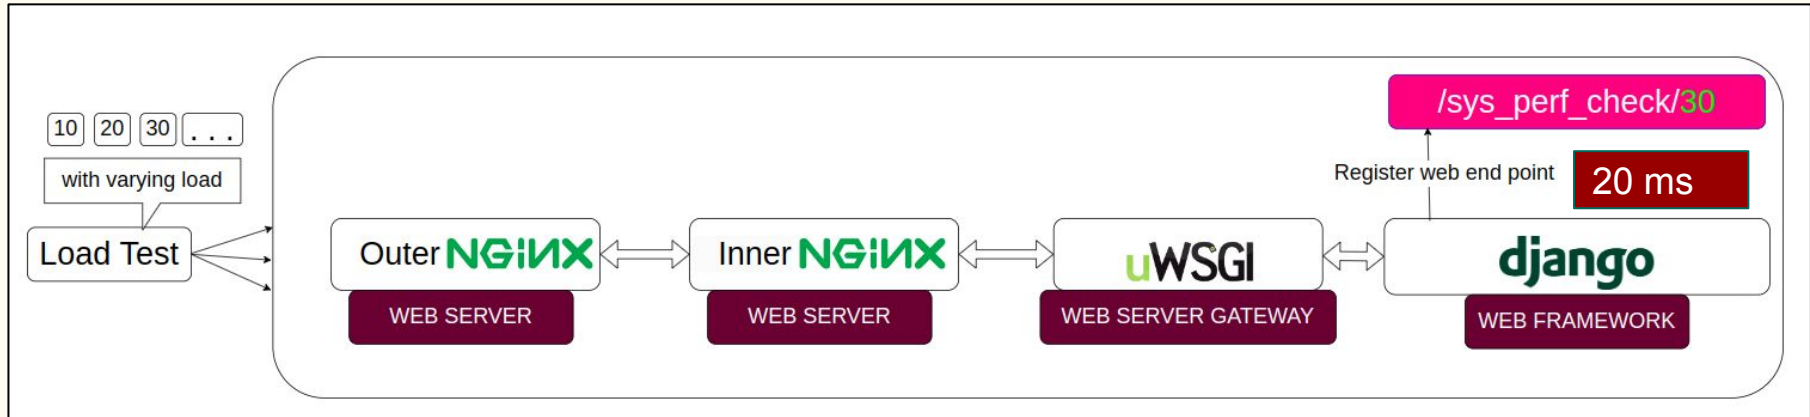 10 20 30 ...
with varying load
Load Test
/sys_perf_check/30
Register web end point
20 ms
Outer NGiNX
WEB SERVER
Inner NGiNX
WEB SERVER
uWSGI
WEB SERVER GATEWAY
django
WEB FRAMEWORK